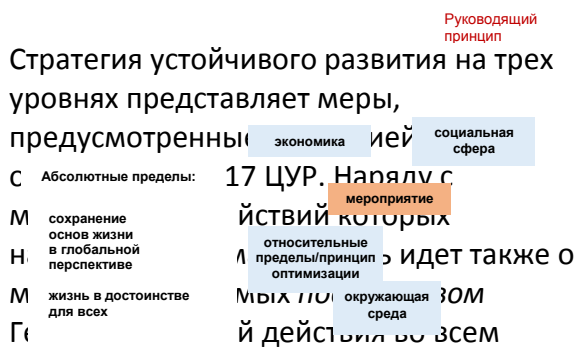 Руководящий
принцип
Стратегия устойчивого развития на трех
уровнях представляет меры,
экономика
социальная
сфера
Абсолютные пределы:
17 ЦУР. Наряду с
мероприятие
сохранение
основ жизни
в глобальной
перспективе
которых
относительные
пределы/принцип
оптимизации
идет также о
жизнь в достоинстве
для всех
окружающая
среда
действия во всем